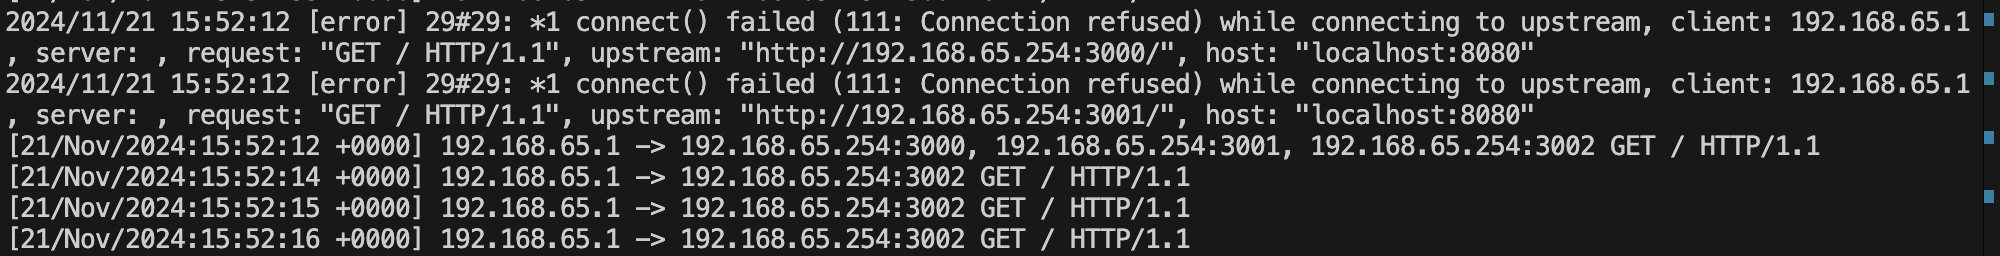 2024/11/21 15:52:12 [error] 29#29: *1 connect() failed (111: Connection refused) while connecting to upstream, client: 192.168.65.1
, server: , request: "GET / HTTP/1.1", upstream: "http://192.168.65.254:3000/", host: "localhost:8080"
2024/11/21 15:52:12 [error] 29#29: *1 connect() failed (111: Connection refused) while connecting to upstream, client: 192.168.65.1
, server: , request: "GET / HTTP/1.1", upstream: "http://192.168.65.254:3001/", host: "localhost:8080"
[21/Nov/2024:15:52:12 +0000] 192.168.65.1 -> 192.168.65.254:3000, 192.168.65.254:3001, 192.168.65.254:3002 GET / HTTP/1.1
[21/Nov/2024:15:52:14 +0000] 192.168.65.1 -> 192.168.65.254:3002 GET / HTTP/1.1
[21/Nov/2024:15:52:15 +0000] 192.168.65.1 -> 192.168.65.254:3002 GET / HTTP/1.1
[21/Nov/2024:15:52:16 +0000] 192.168.65.1 -> 192.168.65.254:3002 GET / HTTP/1.1